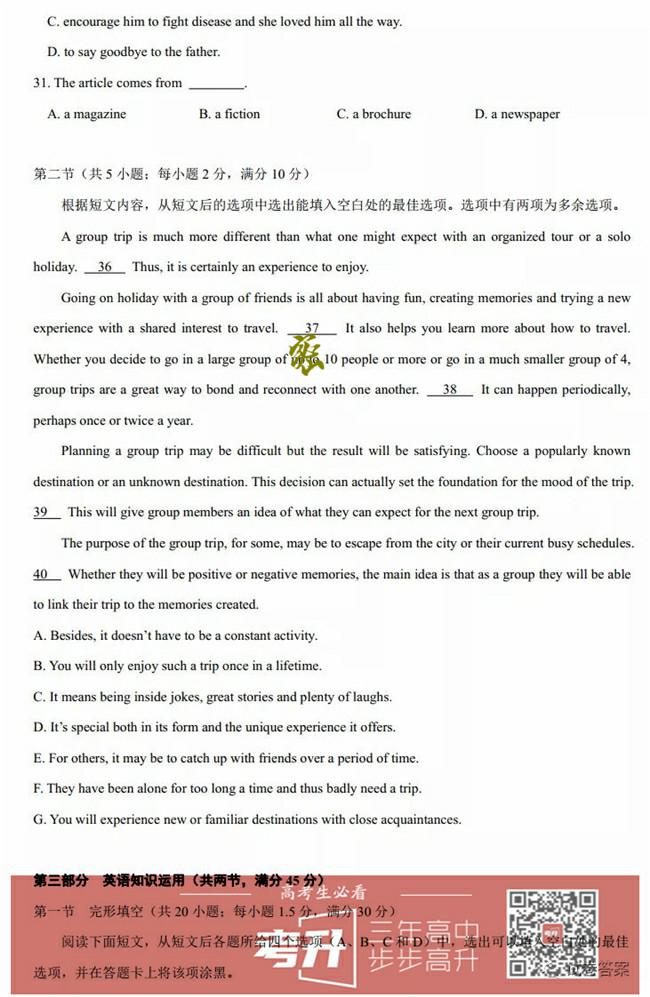 C. encourage him to fight disease and she loved him all the way.
D. to say goodbye to the father.
31. The article comes from ________.
A. a magazine B. a fiction C. a brochure D. a newspaper
第二节（共 5 小题；每小题 2 分，满分 10 分）
根据短文内容，从短文后的选项中选出能填入空白处的最佳选项。选项中有两项为多余选项。
A group trip is much more different than what one might expect with an organized tour or a solo
holiday. 36 Thus, it is certainly an experience to enjoy.
Going on holiday with a group of friends is all about having fun, creating memories and trying a new
experience with a shared interest to travel. 37 It also helps you learn more about how to travel.
Whether you decide to go in a large group of up to 10 people or more or go in a much smaller group of 4,
group trips are a great way to bond and reconnect with one another. 38 It can happen periodically,
perhaps once or twice a year.
Planning a group trip may be difficult but the result will be satisfying. Choose a popularly known
destination or an unknown destination. This decision can actually set the foundation for the mood of the trip.
39 This will give group members an idea of what they can expect for the next group trip.
The purpose of the group trip, for some, may be to escape from the city or their current busy schedules.
40 Whether they will be positive or negative memories, the main idea is that as a group they will be able
to link their trip to the memories created.
A. Besides, it doesn’t have to be a constant activity.
B. You will only enjoy such a trip once in a lifetime.
C. It means being inside jokes, great stories and plenty of laughs.
D. It’s special both in its form and the unique experience it offers.
E. For others, it may be to catch up with friends over a period of time.
F. They have been alone for too long a time and thus badly need a trip.
G. You will experience new or familiar destinations with close acquaintances.
第三部分 英语知识运用（共两节，满分 45 分）
高考生必看
第一节 完形填空（共 20 小题；每小题 1.5 分，满分 30 分）
考升 三年高中
步步高升
阅读下面短文，从短文后各题所给四个选项（A、B、C 和 D）中，选出可以填入空白处的最佳
选项，并在答题卡上将该项涂黑。
试卷答案